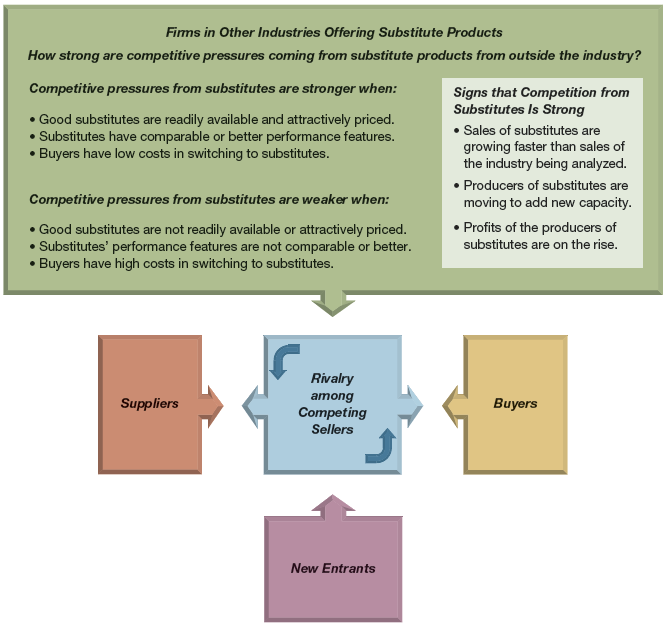 Firms in Other Industries Offering Substitute Products
How strong are competitive pressures coming from substitute products from outside the industry?
Competitive pressures from substitutes are stronger when:
• Good substitutes are readily available and attractively priced.
• Substitutes have comparable or better performance features.
• Buyers have low costs in switching to substitutes.
Competitive pressures from substitutes are weaker when:
• Good substitutes are not readily available or attractively priced.
• Substitutes’ performance features are not comparable or better.
• Buyers have high costs in switching to substitutes.
Signs that Competition from
Substitutes Is Strong
• Sales of substitutes are
growing faster than sales of
the industry being analyzed.
• Producers of substitutes are
moving to add new capacity.
• Profits of the producers of
substitutes are on the rise.
Suppliers
Rivalry
among
Competing
Sellers
Buyers
New Entrants